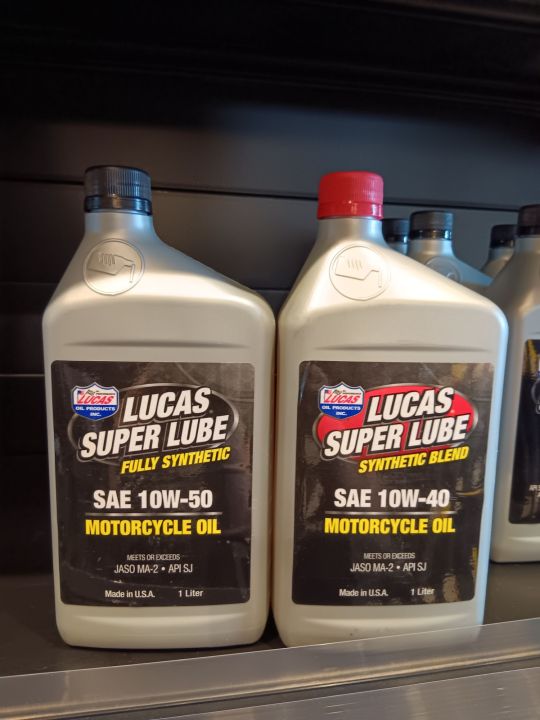 LUCAS
OIL PRODUCTS
INC.
LUCAS
SUPER LUBE
FULLY SYNTHETIC
SAE 10W-50
MOTORCYCLE OIL
MEETS OR EXCEEDS
JASO MA-2 • API SJ
Made in U.S.A. 1 Liter
LUCAS
OIL PRODUCTS
INC.
LUCAS
SUPER LUBE
SYNTHETIC BLEND
SAE 10W-40
MOTORCYCLE OIL
MEETS OR EXCEEDS
JASO MA-2 • API SJ
Made in U.S.A. 1 Liter